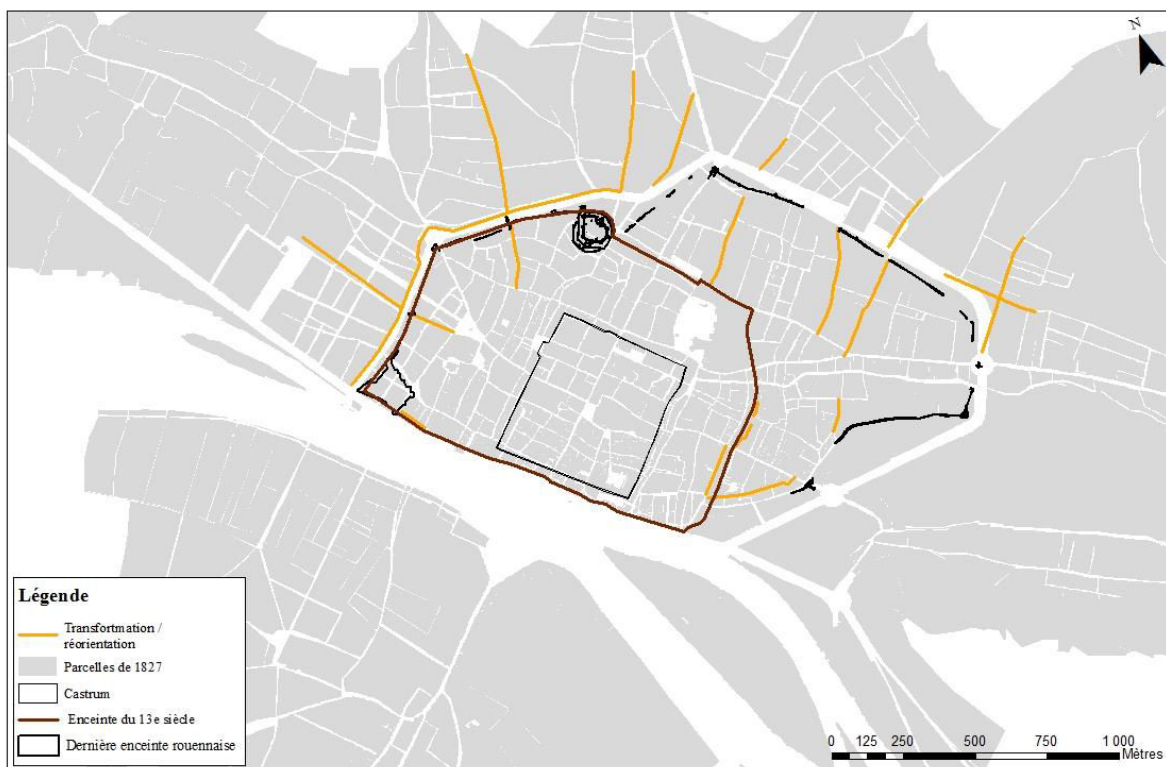 N
Légende
Transfortmation /
réorientation
Parcelles de 1827
Castrum
Enceinte du 13e siècle
Dernière enceinte rouennaise
0 125 250 500 750 1 000
Mètres